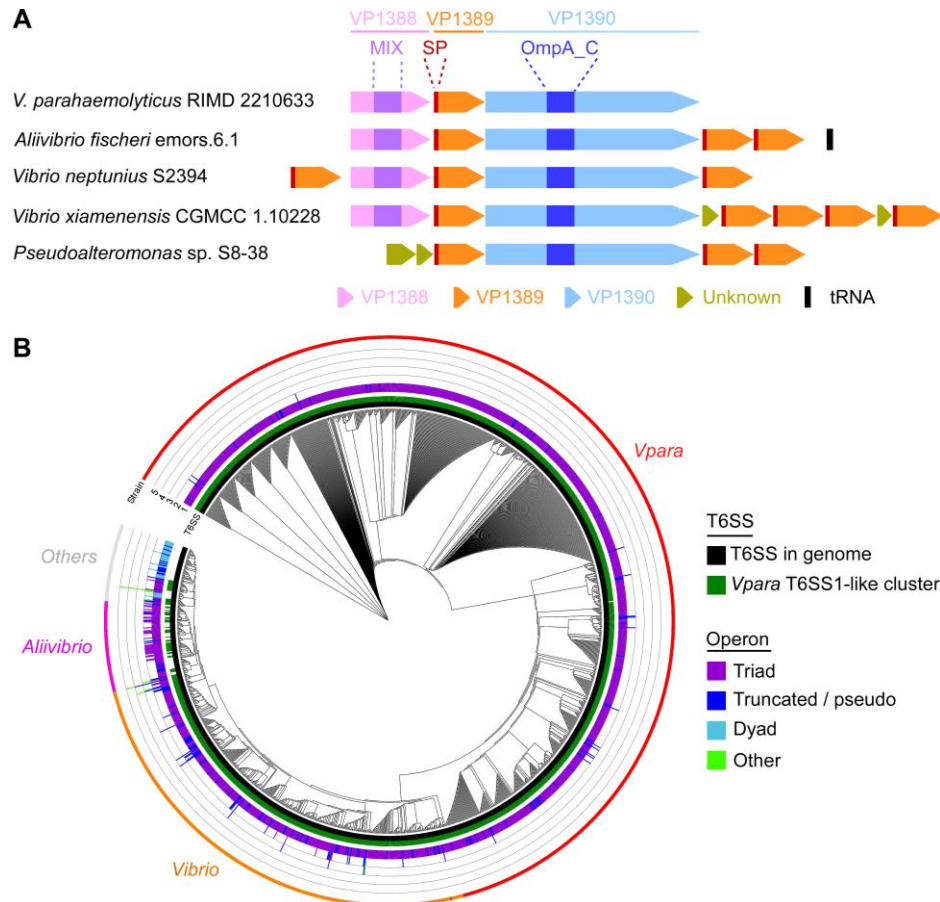 A
VP1388 VP1389 VP1390
MIX SP OmpA_C
V. parahaemolyticus RIMD 2210633
Aliivibrio fischeri emors.6.1
Vibrio neptunius S2394
Vibrio xiamenensis CGMCC 1.10228
Pseudoalteromonas sp. S8-38
VP1388 VP1389 VP1390 Unknown tRNA
B
Strain 5 4 3 2 1 T6SS
Vpara
Others
Aliivibrio
Vibrio
T6SS
T6SS in genome
Vpara T6SS1-like cluster
Operon
Triad
Truncated / pseudo
Dyad
Other